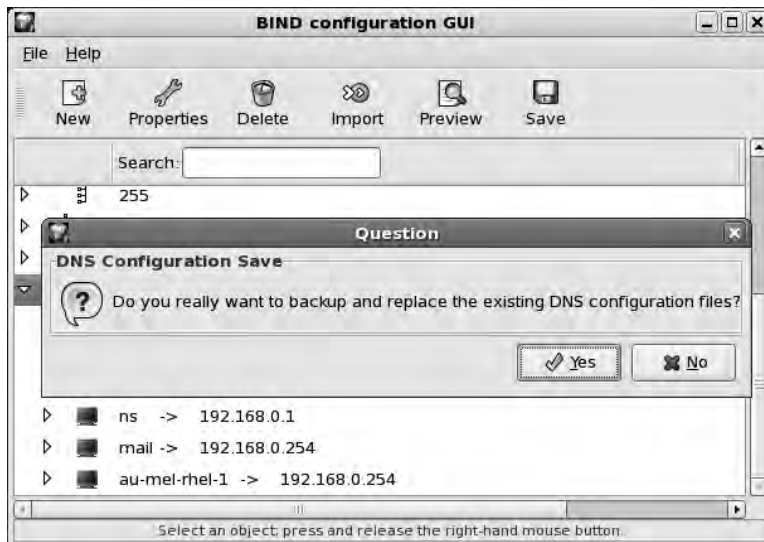 BIND configuration GUI
File Help
New Properties Delete Import Preview Save
Search:
255
Question
DNS Configuration Save
Do you really want to backup and replace the existing DNS configuration files?
Yes No
ns -> 192.168.0.1
mail -> 192.168.0.254
au-mel-rhel-1 -> 192.168.0.254
Select an object; press and release the right-hand mouse button.